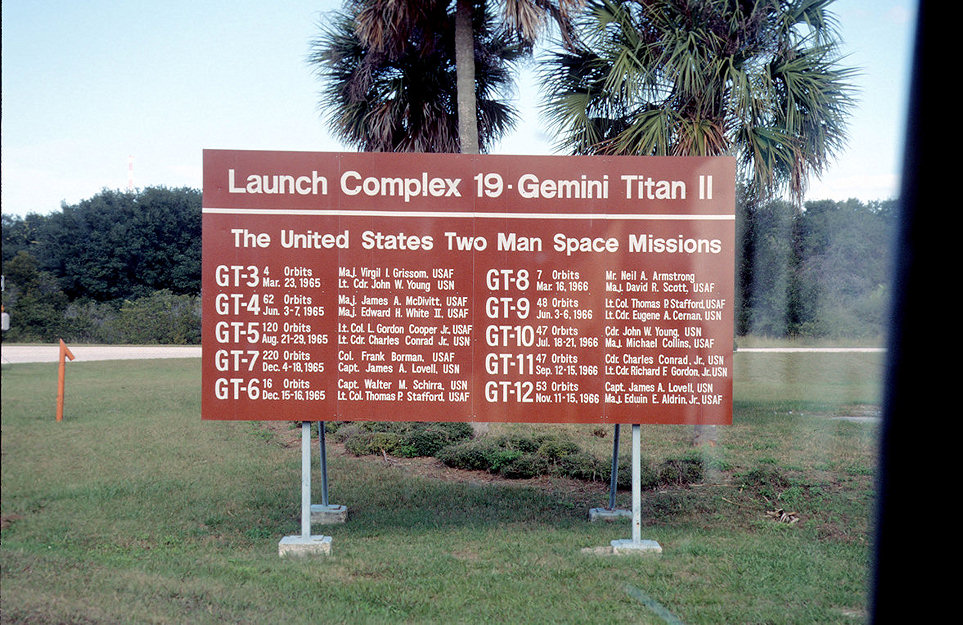 Launch Complex 19 · Gemini Titan II
The United States Two Man Space Missions
GT-3 4 Orbits Maj. Virgil I. Grissom, USAF
Mar. 23, 1965 Lt. Cdr. John W. Young USN
GT-4 62 Orbits Maj. James A. McDivitt, USAF
Jun. 3-7, 1965 Maj. Edward H. White II, USAF
GT-5 120 Orbits Lt. Col. L. Gordon Cooper Jr., USAF
Aug. 21-29, 1965 Lt. Cdr. Charles Conrad Jr., USN
GT-7 220 Orbits Col. Frank Borman, USAF
Dec. 4-18, 1965 Capt. James A. Lovell, USN
GT-6 16 Orbits Capt. Walter M. Schirra, USN
Dec. 15-16, 1965 Lt. Col. Thomas P. Stafford, USAF
GT-8 7 Orbits Mr. Neil A. Armstrong
Mar. 16, 1966 Maj. David R. Scott, USAF
GT-9 48 Orbits Lt. Col. Thomas P. Stafford, USAF
Jun. 3-6, 1966 Lt. Cdr. Eugene A. Cernan, USN
GT-10 47 Orbits Cdr. John W. Young, USN
Jul. 18-21, 1966 Maj. Michael Collins, USAF
GT-11 47 Orbits Cdr. Charles Conrad, Jr., USN
Sep. 12-15, 1966 Lt. Cdr. Richard F. Gordon, Jr. USN
GT-12 53 Orbits Capt. James A. Lovell, USN
Nov. 11-15, 1966 Maj. Edwin E. Aldrin, Jr. USAF